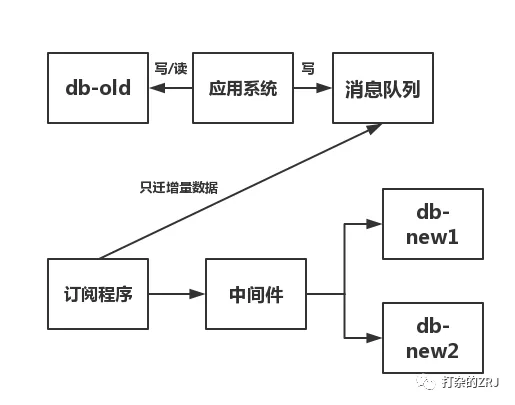 写/读
写
db-old
应用系统
消息队列
只迁增量数据
db-
new1
订阅程序
中间件
db-
new2
打杂的ZRJ